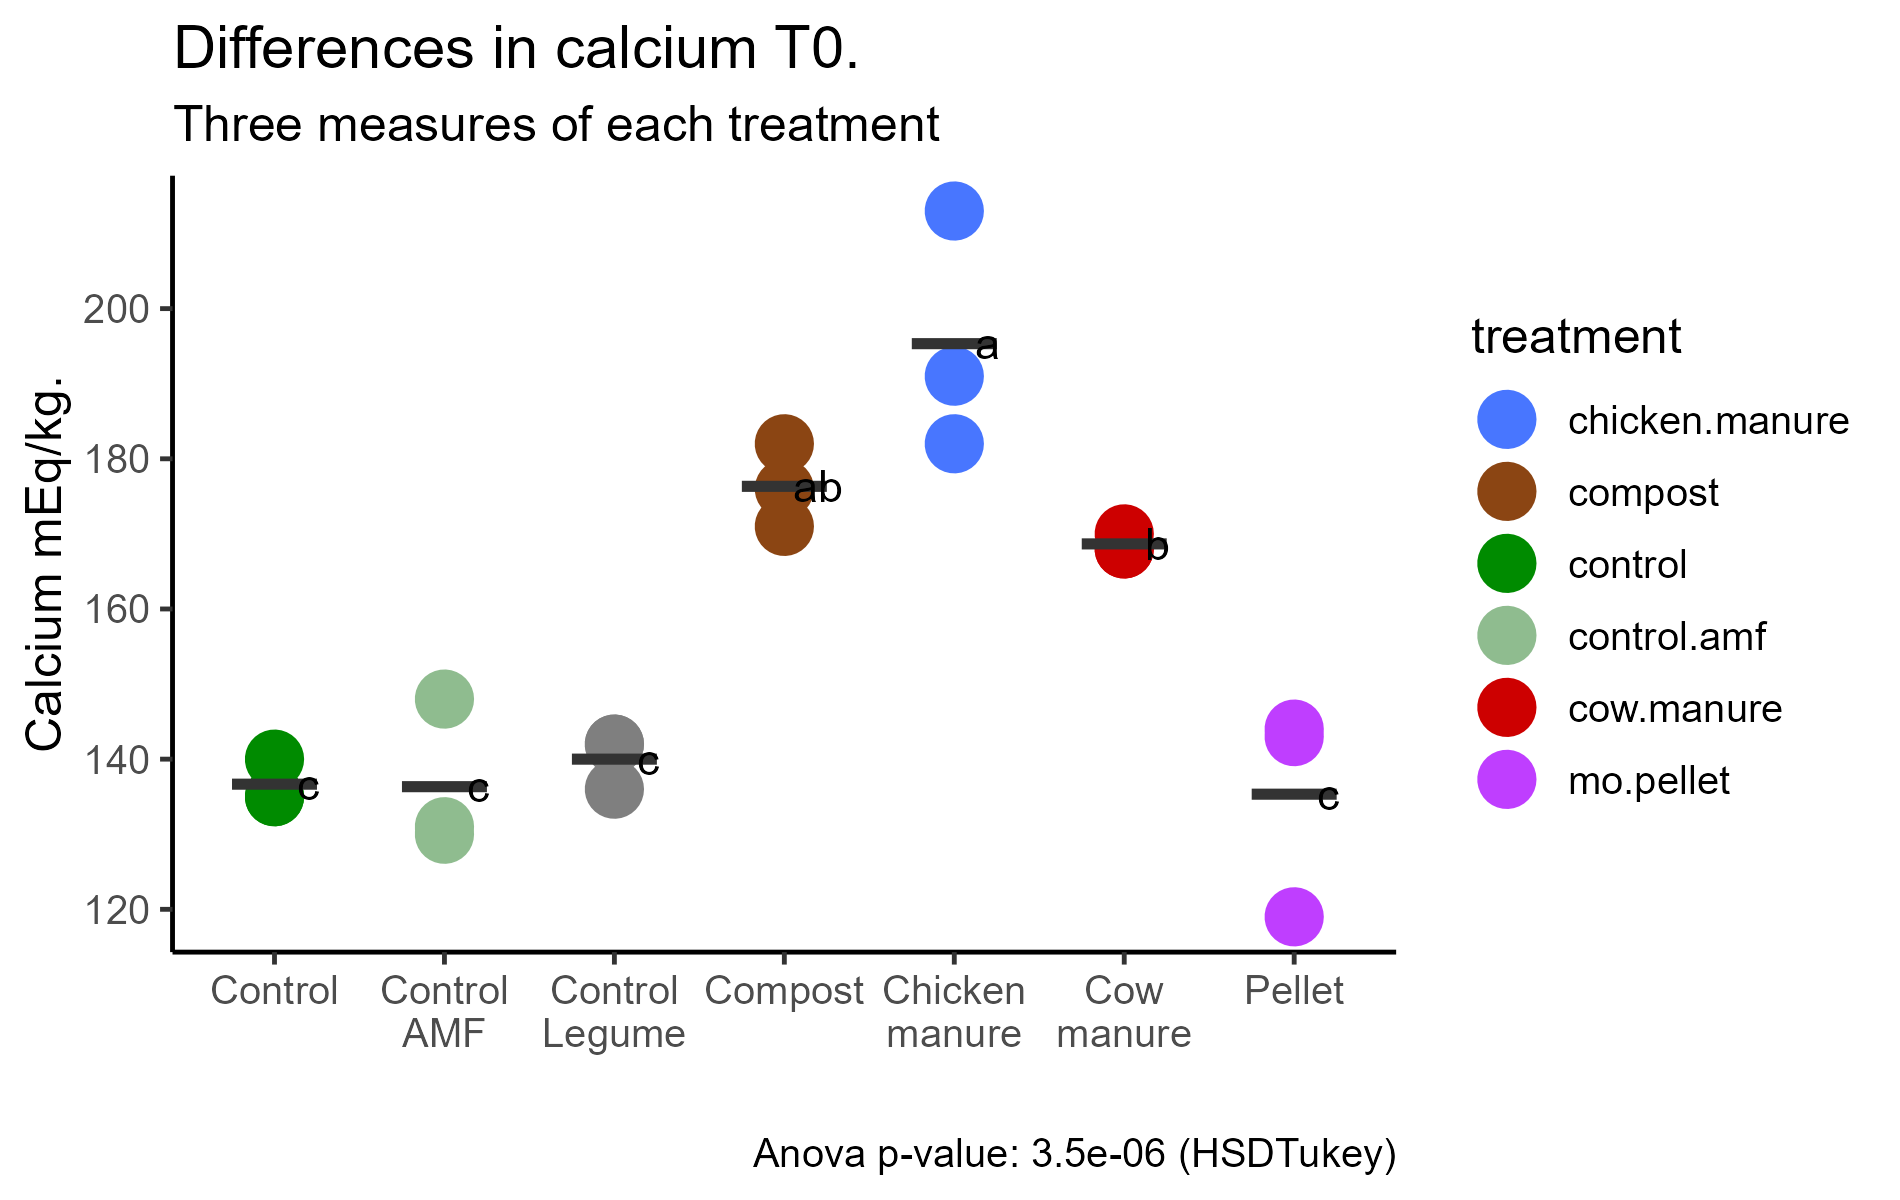 Differences in calcium T0.
Three measures of each treatment
Calcium mEq/kg.
200
180
160
140
120
a
ab
b
c
c
c
c
Control
Control
AMF
Control
Legume
Compost
Chicken
manure
Cow
manure
Pellet
treatment
chicken.manure
compost
control
control.amf
cow.manure
mo.pellet
Anova p-value: 3.5e-06 (HSDTukey)